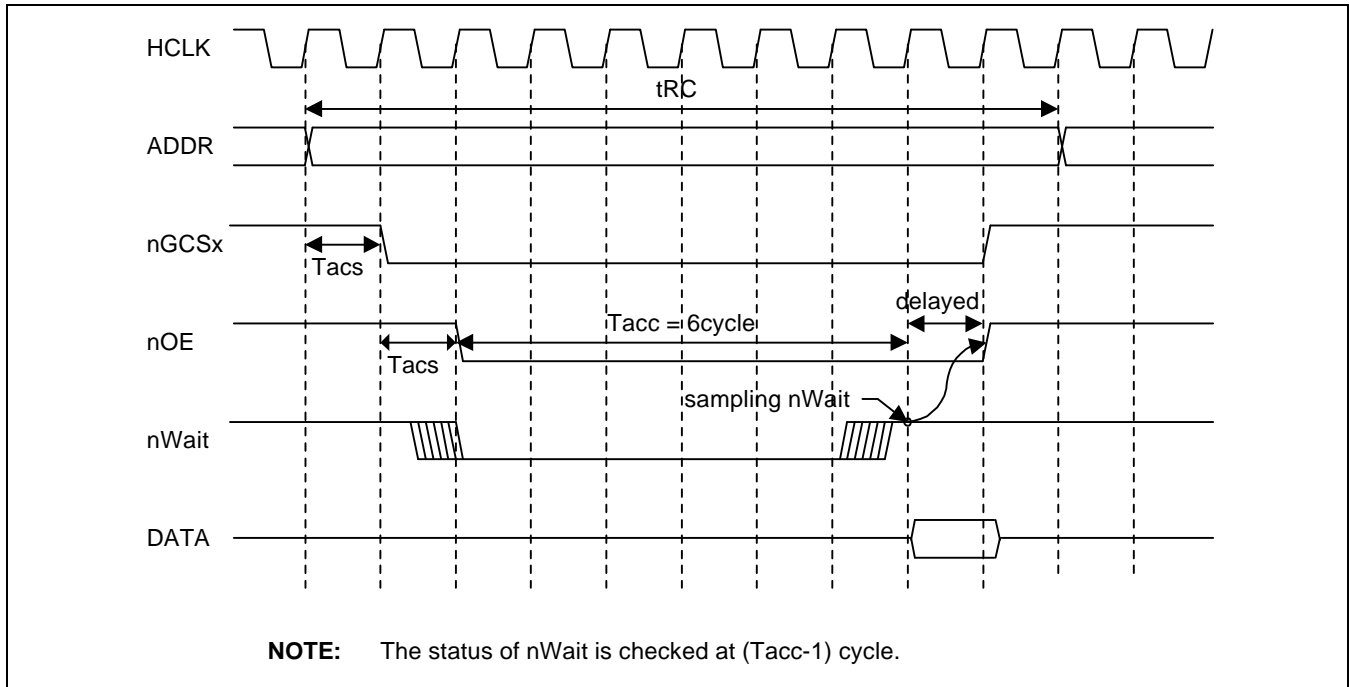 HCLK
tRC
ADDR
nGCSx
Tacs
delayed
nOE
Tacc = 6cycle
Tacs
sampling nWait
nWait
DATA
NOTE: The status of nWait is checked at (Tacc-1) cycle.